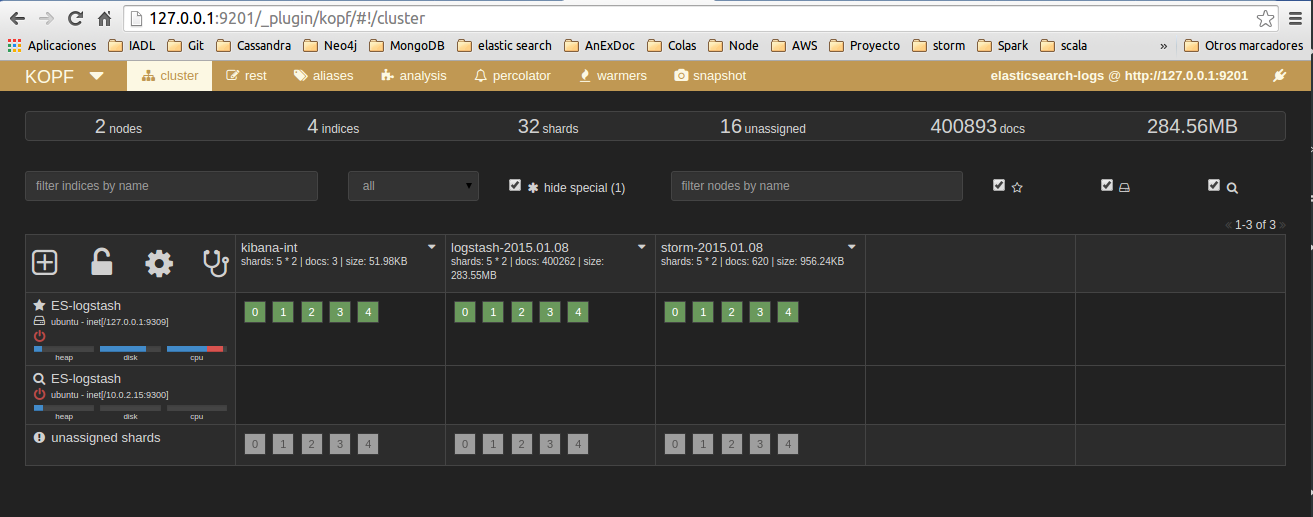 127.0.0.1:9201/_plugin/kopf/#!/cluster
Aplicaciones IADL Git Cassandra Neo4j MongoDB elastic search AnExDoc Colas Node AWS Proyecto storm Spark scala » Otros marcadores
KOPF cluster rest aliases analysis percolator warmers snapshot elasticsearch-logs @ http://127.0.0.1:9201
2 nodes 4 indices 32 shards 16 unassigned 400893 docs 284.56MB
filter indices by name all hide special (1) filter nodes by name
« 1-3 of 3 »
kibana-int logstash-2015.01.08 storm-2015.01.08
shards: 5 * 2 | docs: 3 | size: 51.98KB shards: 5 * 2 | docs: 400262 | size: 283.55MB shards: 5 * 2 | docs: 620 | size: 956.24KB
ES-logstash 0 1 2 3 4 0 1 2 3 4 0 1 2 3 4
ubuntu - inet[/127.0.0.1:9309]
heap disk cpu
ES-logstash
ubuntu - inet[/10.0.2.15:9300]
heap disk cpu
unassigned shards 0 1 2 3 4 0 1 2 3 4 0 1 2 3 4